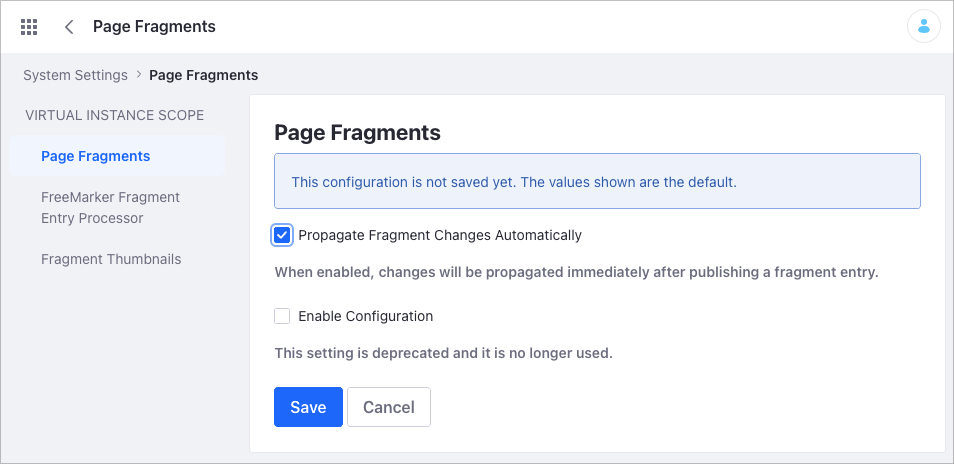 Page Fragments
System Settings › Page Fragments
VIRTUAL INSTANCE SCOPE
Page Fragments
FreeMarker Fragment
Entry Processor
Fragment Thumbnails
Page Fragments
This configuration is not saved yet. The values shown are the default.
Propagate Fragment Changes Automatically
When enabled, changes will be propagated immediately after publishing a fragment entry.
Enable Configuration
This setting is deprecated and it is no longer used.
Save Cancel